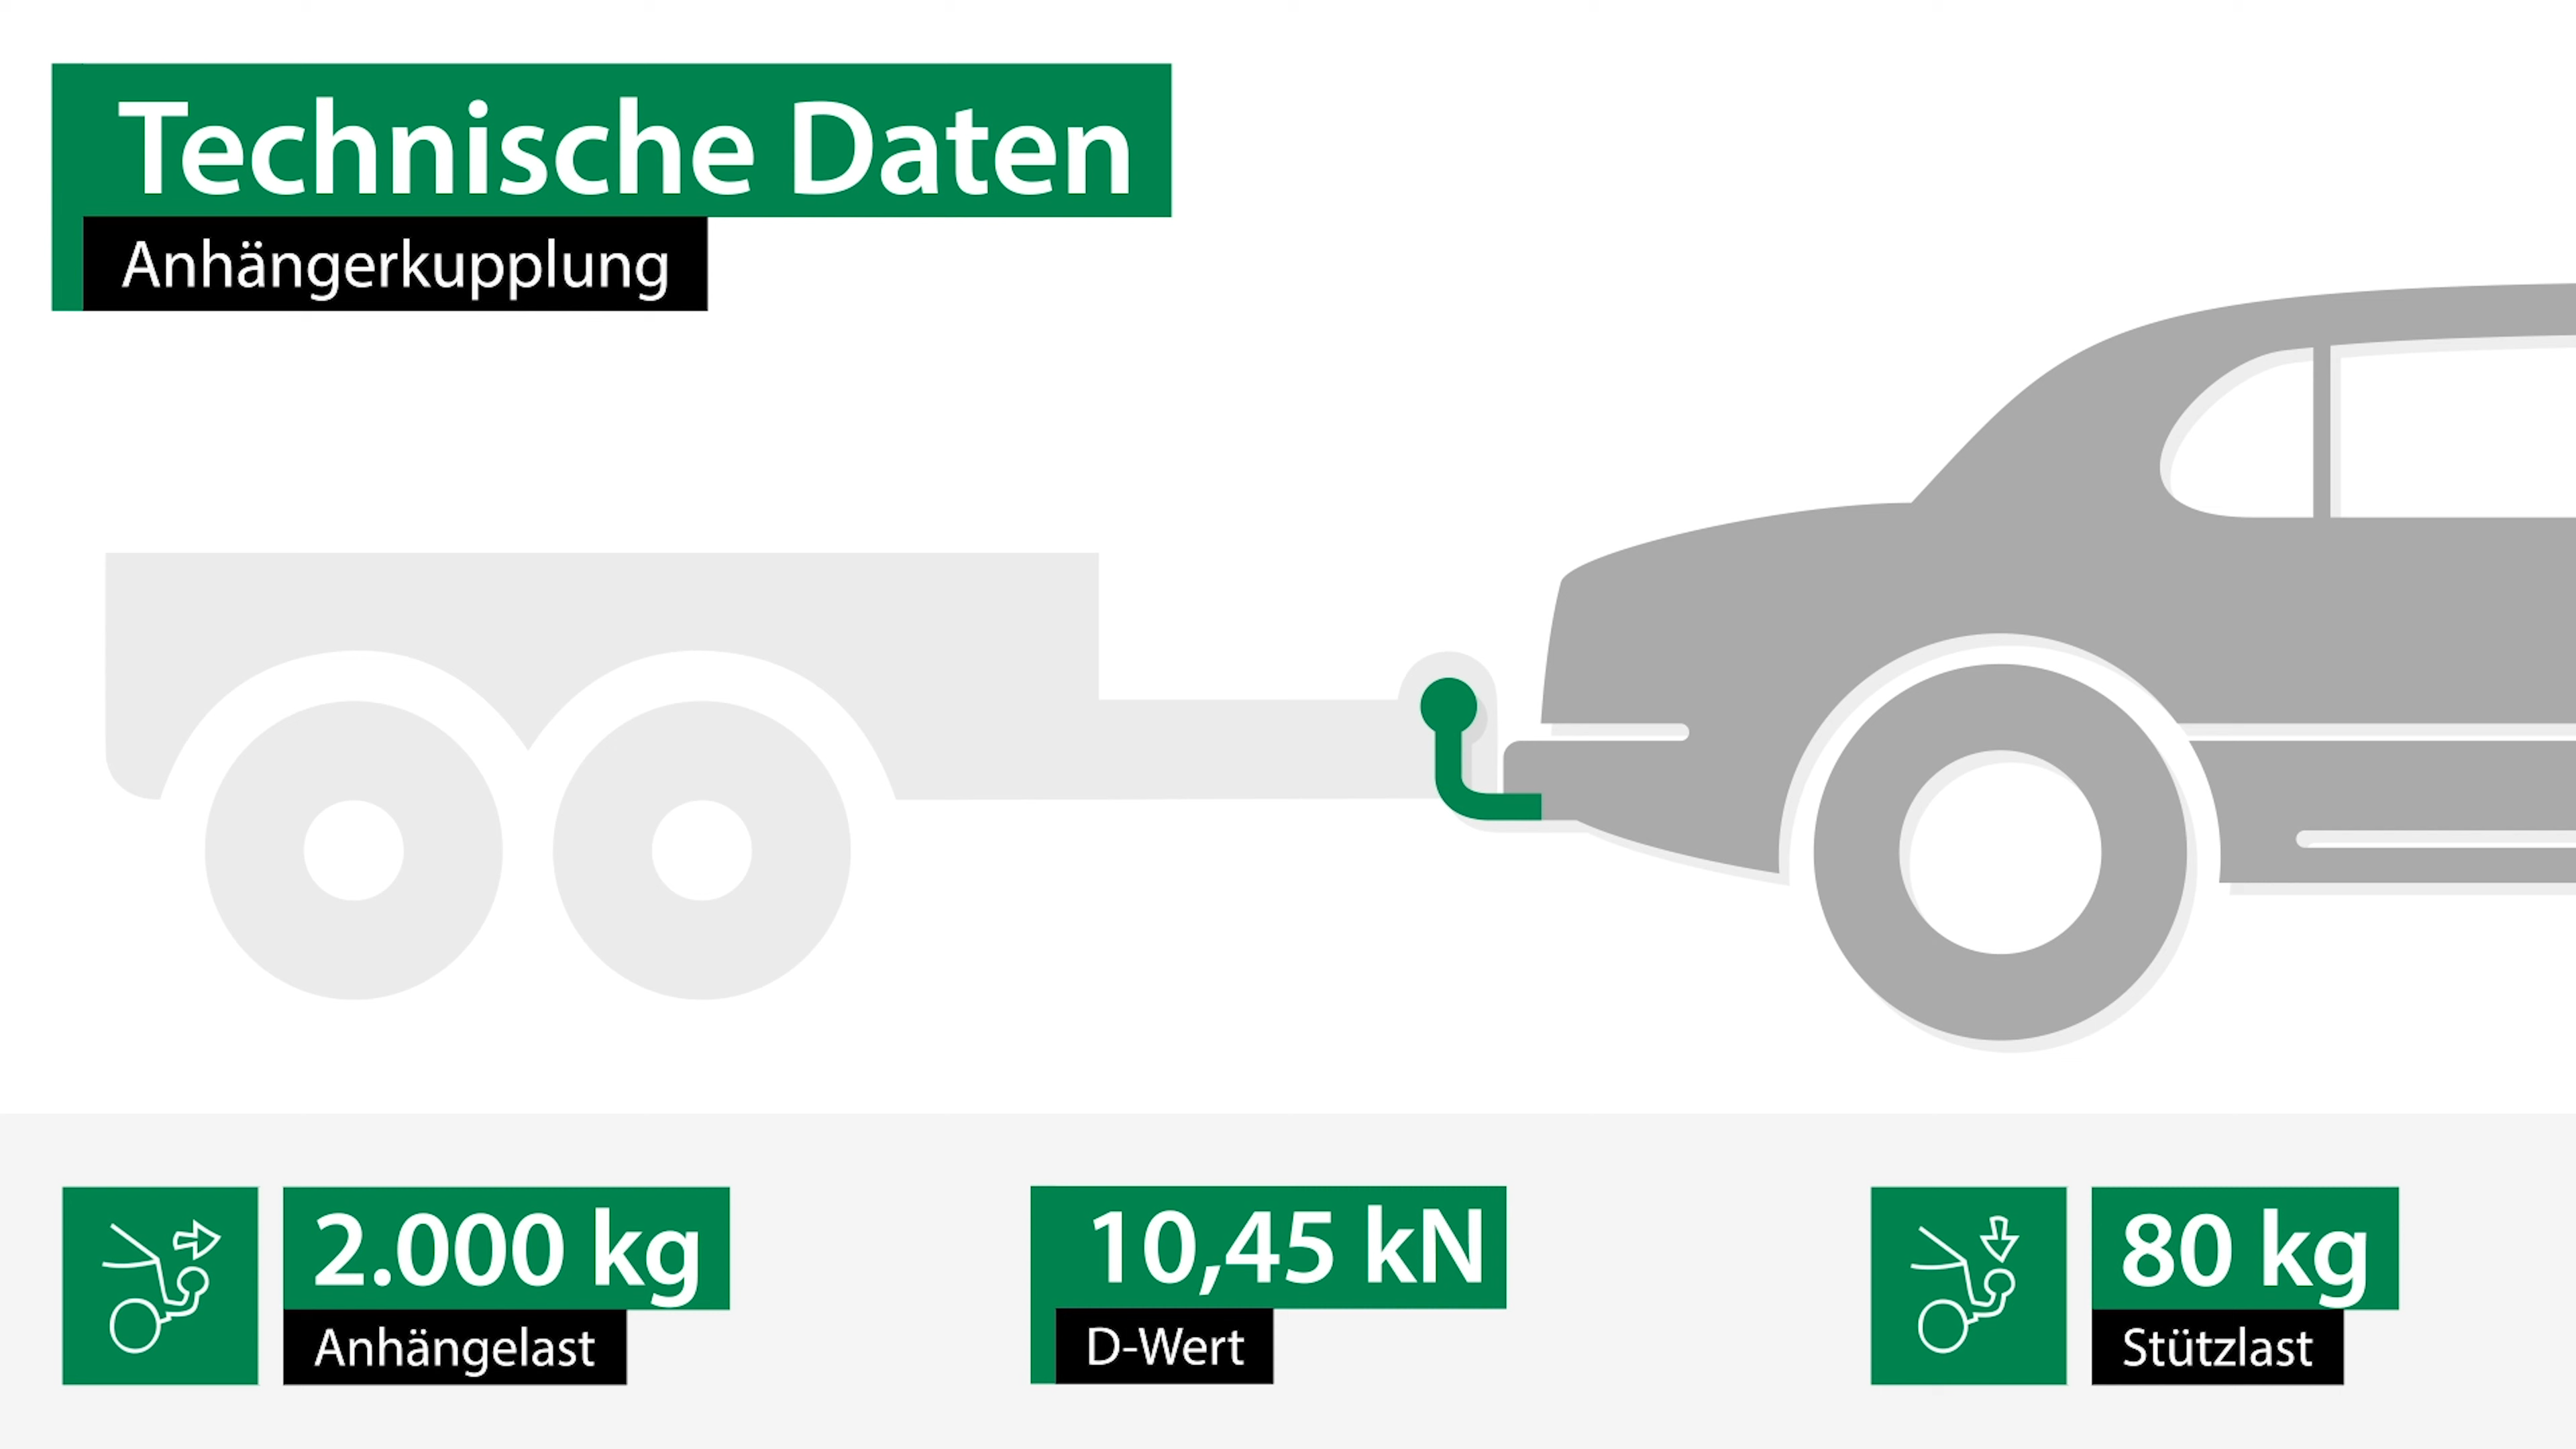 Technische Daten
Anhängerkupplung
2.000 kg
Anhängelast
10,45 kN
D-Wert
80 kg
Stützlast